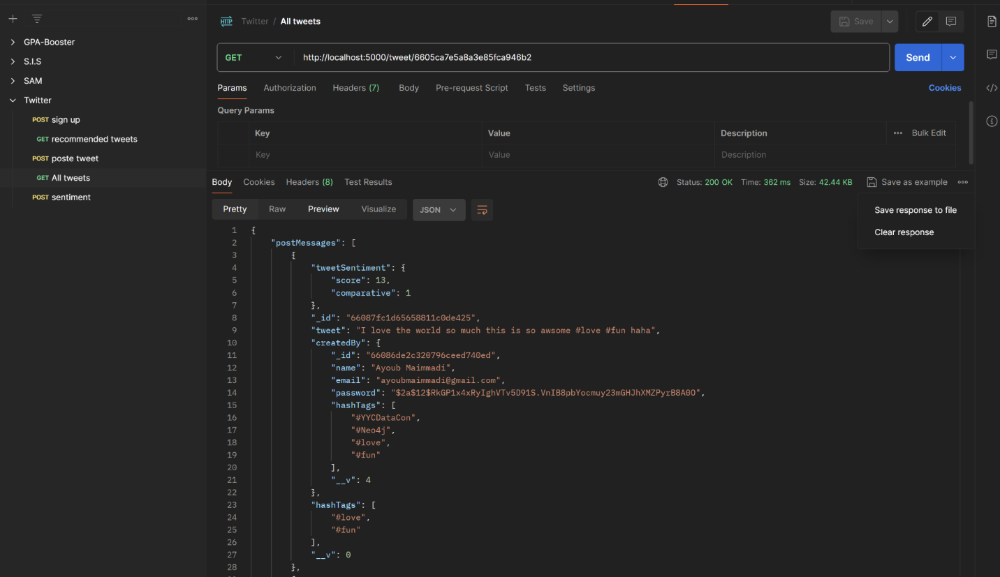 Twitter / All tweets
Save
GPA-Booster
S.I.S
SAM
Twitter
POST sign up
GET recommended tweets
POST poste tweet
GET All tweets
POST sentiment
HTTP
GET http://localhost:5000/tweet/6605ca7e5a8a3e85fca946b2 Send
Params Authorization Headers (7) Body Pre-request Script Tests Settings Cookies
Query Params
Key Value Description Bulk Edit
Key Value Description
Body Cookies Headers (8) Test Results Status: 200 OK Time: 362 ms Size: 42.44 KB Save as example
Save response to file
Clear response
Pretty Raw Preview Visualize JSON
1 {
2 "postMessages": [
3 {
4 "tweetSentiment": {
5 "score": 13,
6 "comparative": 1
7 },
8 "_id": "66087fc1d65658811c0de425",
9 "tweet": "I love the world so much this is so awsome #love #fun haha",
10 "createdBy": {
11 "_id": "66086de2c320796ceed740ed",
12 "name": "Ayoub Maimmadi",
13 "email": "ayoubmaimmadi@gmail.com",
14 "password": "$2a$12$RkGP1x4xRyIghVTv5D91S.VnIB8pbYocmuy23mGHJhXMZPyrB8A0O",
15 "hashTags": [
16 "#YYCDataCon",
17 "#Neo4j",
18 "#love",
19 "#fun"
20 ],
21 "__v": 4
22 },
23 "hashTags": [
24 "#love",
25 "#fun"
26 ],
27 "__v": 0
28 },